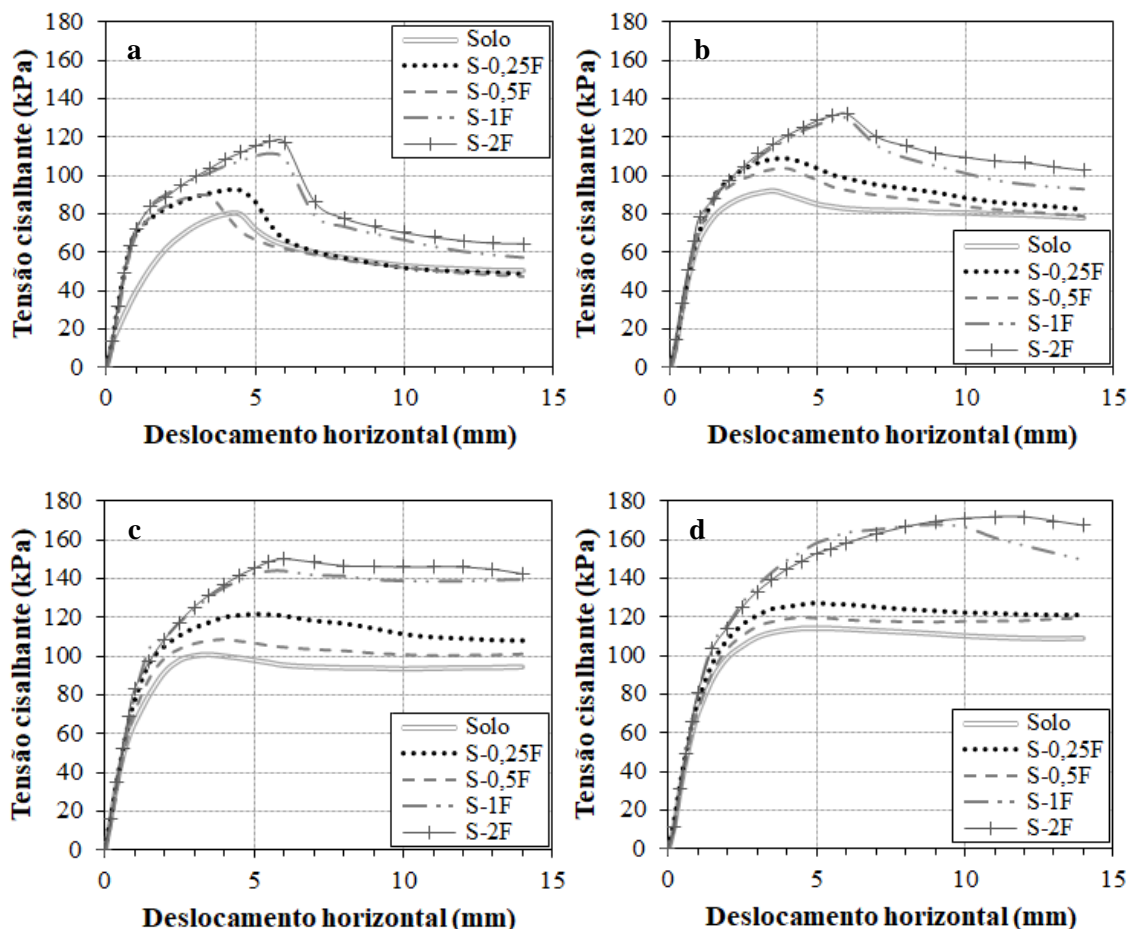 a
Tensão cisalhante (kPa)
180
160
140
120
100
80
60
40
20
0
Solo
S-0,25F
S-0,5F
S-1F
S-2F
0 5 10 15
Deslocamento horizontal (mm)
b
Tensão cisalhante (kPa)
180
160
140
120
100
80
60
40
20
0
Solo
S-0,25F
S-0,5F
S-1F
S-2F
0 5 10 15
Deslocamento horizontal (mm)
c
Tensão cisalhante (kPa)
180
160
140
120
100
80
60
40
20
0
Solo
S-0,25F
S-0,5F
S-1F
S-2F
0 5 10 15
Deslocamento horizontal (mm)
d
Tensão cisalhante (kPa)
180
160
140
120
100
80
60
40
20
0
Solo
S-0,25F
S-0,5F
S-1F
S-2F
0 5 10 15
Deslocamento horizontal (mm)